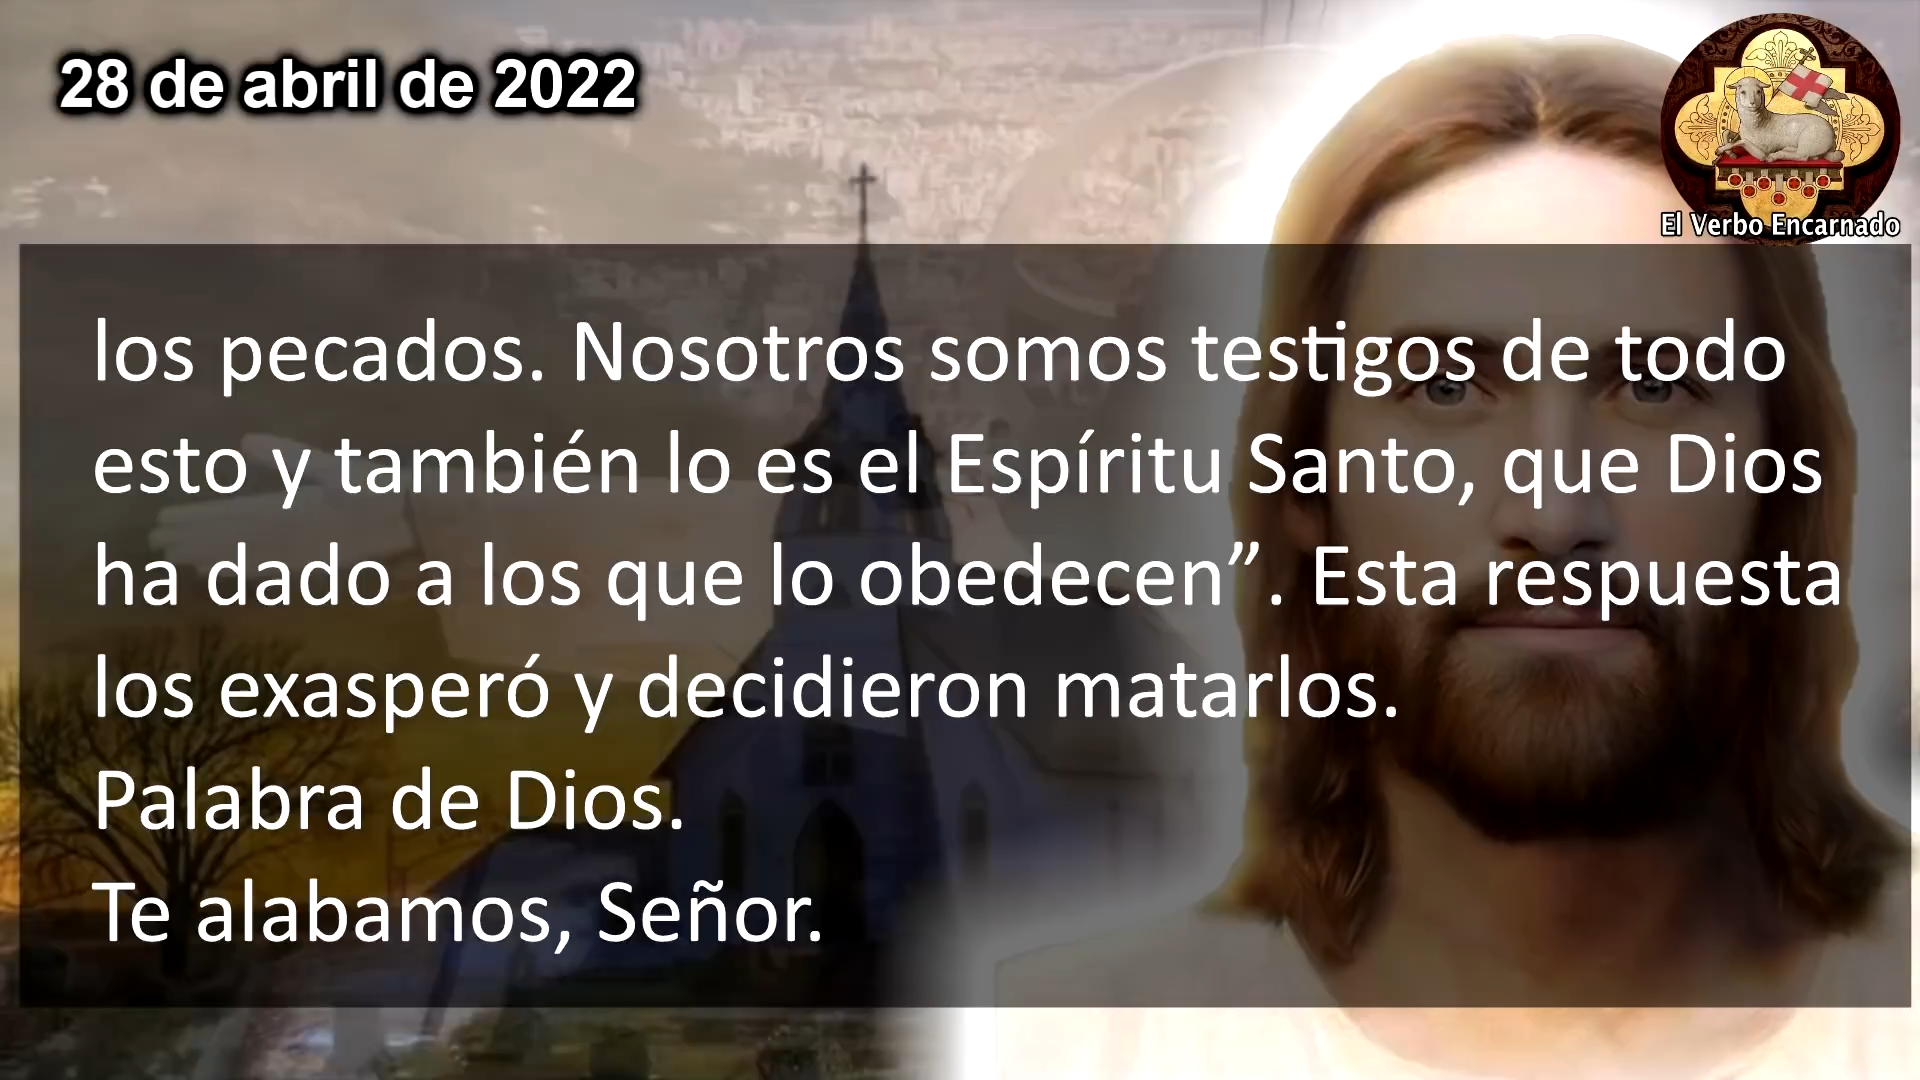 28 de abril de 2022
El Verbo Encarnado
los pecados. Nosotros somos testigos de todo
esto y también lo es el Espíritu Santo, que Dios
ha dado a los que lo obedecen”. Esta respuesta
los exasperó y decidieron matarlos.
Palabra de Dios.
Te alabamos, Señor.